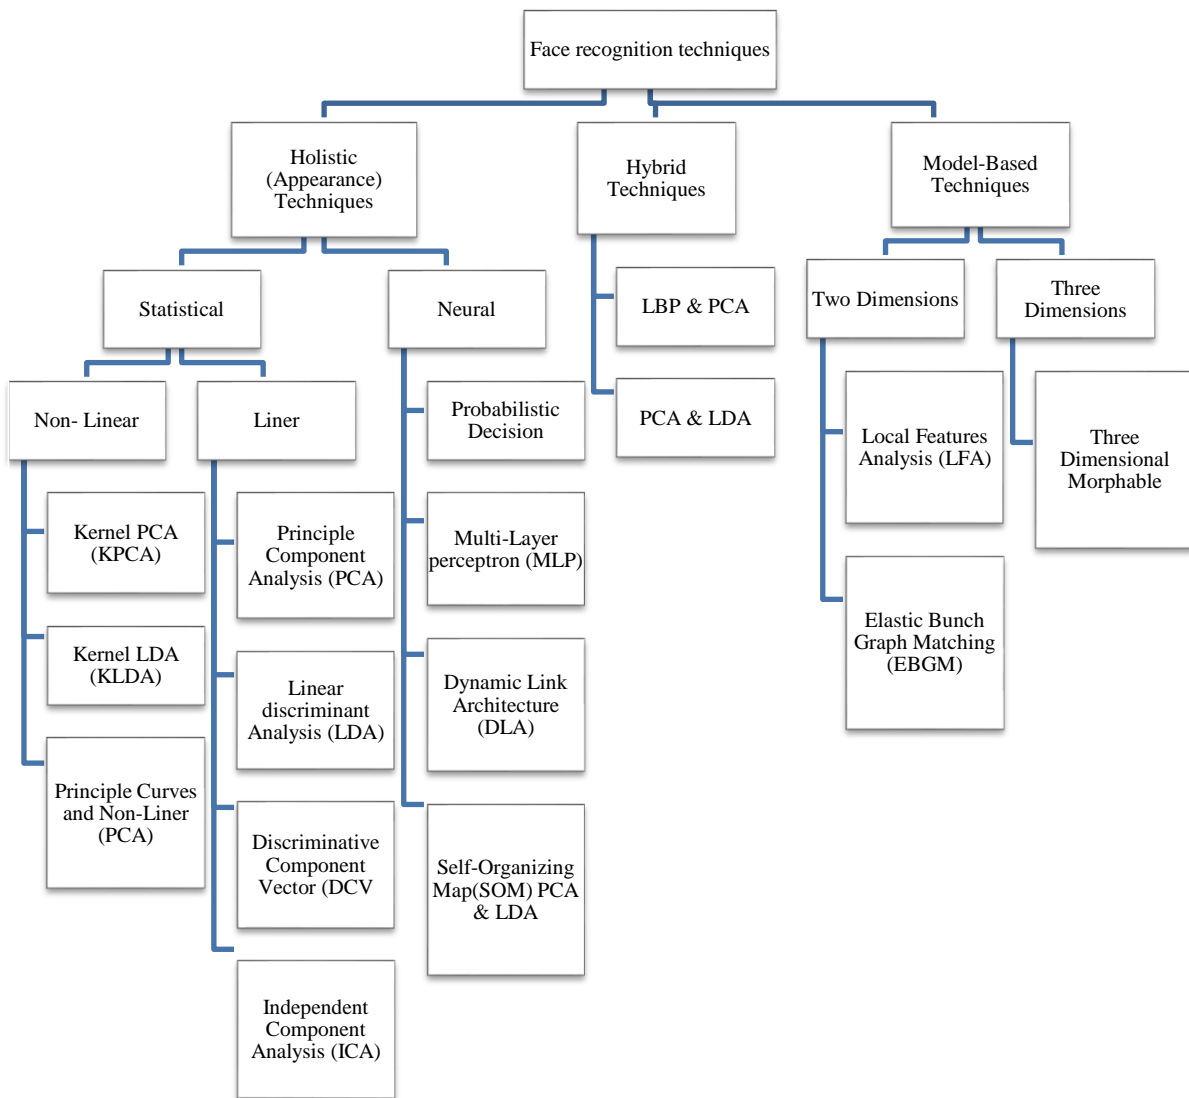 Face recognition techniques
Holistic
(Appearance)
Techniques
Hybrid
Techniques
Model-Based
Techniques
Statistical
Neural
LBP & PCA
Two Dimensions
Three
Dimensions
Non- Linear
Liner
Probabilistic
Decision
PCA & LDA
Local Features
Analysis (LFA)
Three
Dimensional
Morphable
Kernel PCA
(KPCA)
Principle
Component
Analysis (PCA)
Multi-Layer
perceptron (MLP)
Elastic Bunch
Graph Matching
(EBGM)
Kernel LDA
(KLDA)
Linear
discriminant
Analysis (LDA)
Dynamic Link
Architecture
(DLA)
Principle Curves
and Non-Liner
(PCA)
Discriminative
Component
Vector (DCV
Self-Organizing
Map(SOM) PCA
& LDA
Independent
Component
Analysis (ICA)